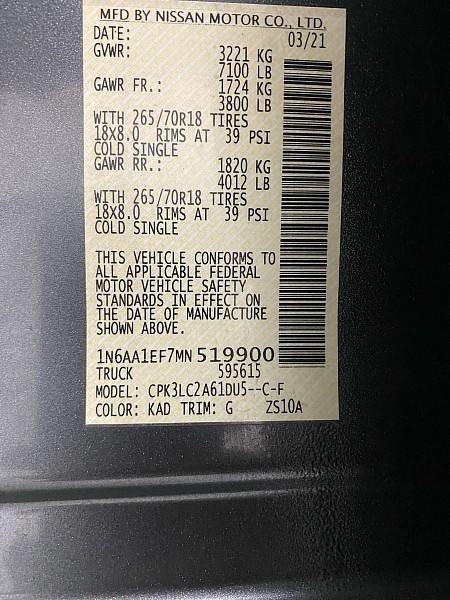 MFD BY NISSAN MOTOR CO., LTD.
DATE: 03/21
GVWR: 3221 KG
7100 LB
GAWR FR.: 1724 KG
3800 LB
WITH 265/70R18 TIRES
18X8.0 RIMS AT 39 PSI
COLD SINGLE
GAWR RR.: 1820 KG
4012 LB
WITH 265/70R18 TIRES
18X8.0 RIMS AT 39 PSI
COLD SINGLE
THIS VEHICLE CONFORMS TO
ALL APPLICABLE FEDERAL
MOTOR VEHICLE SAFETY
STANDARDS IN EFFECT ON
THE DATE OF MANUFACTURE
SHOWN ABOVE.
1N6AA1EF7MN519900
TRUCK 595615
MODEL: CPK3LC2A61DU5--C-F
COLOR: KAD TRIM: G ZS10A